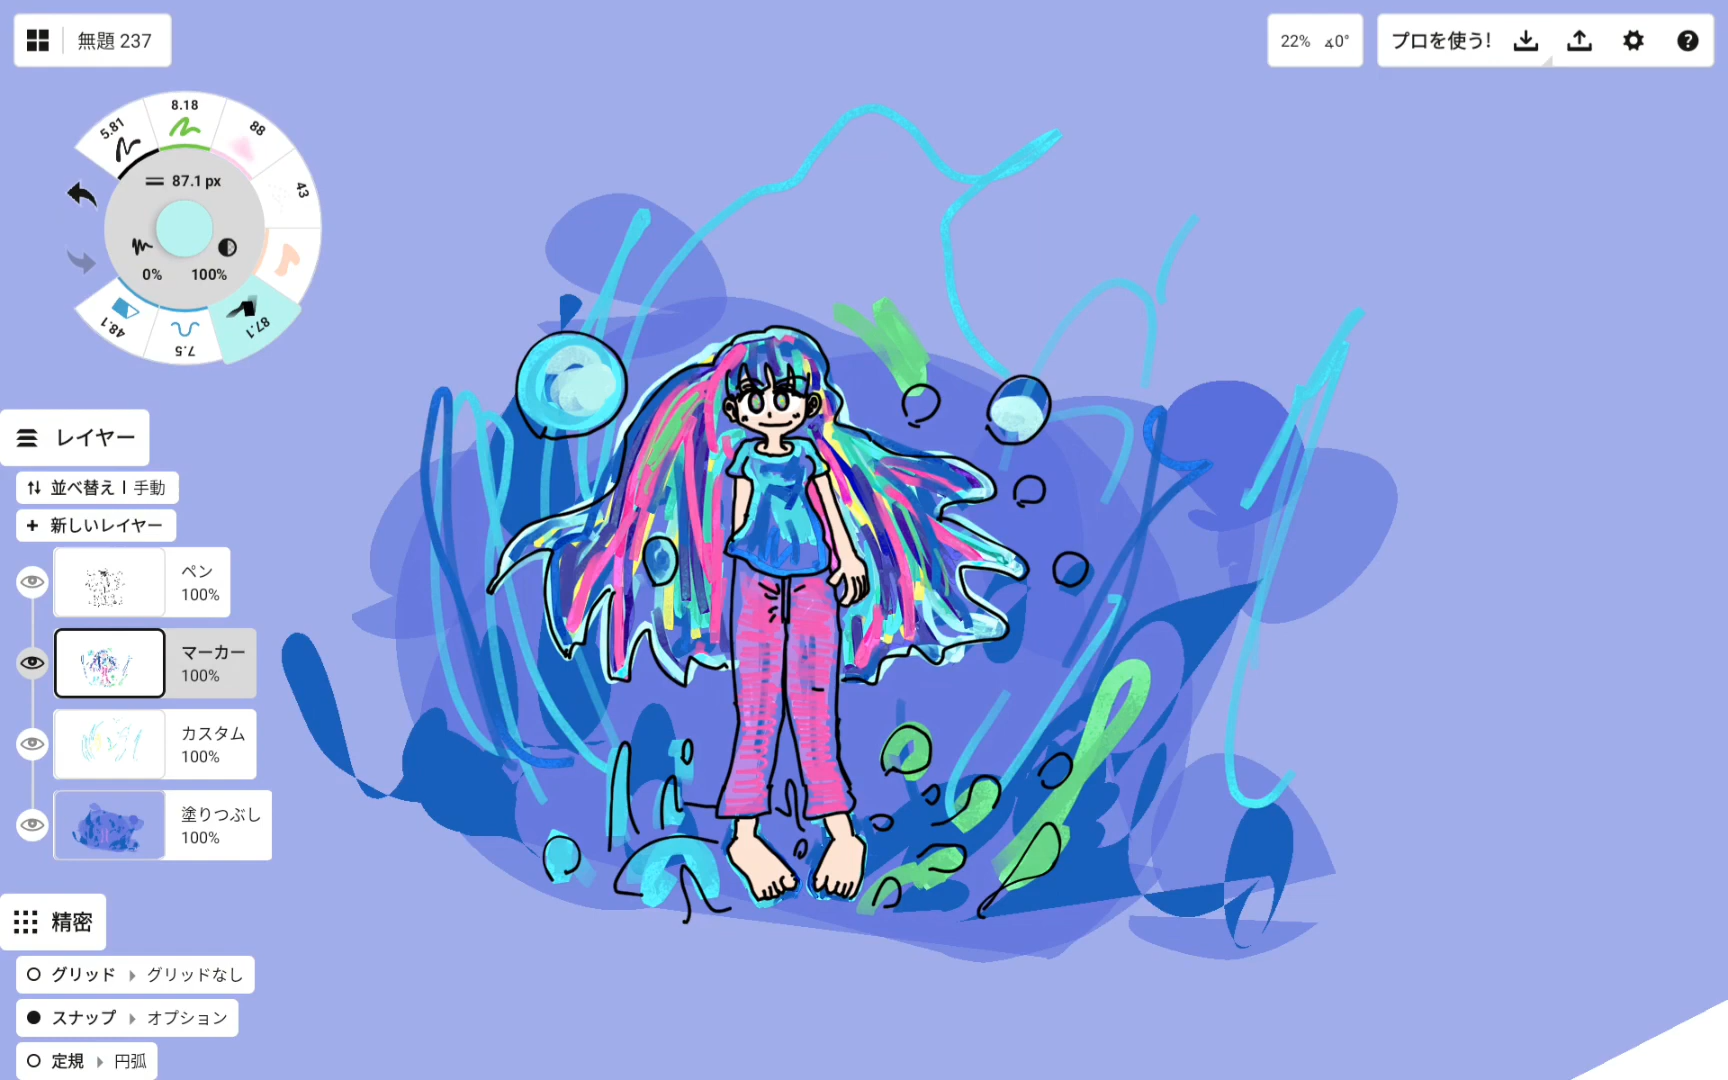 無題 237
22% ∡0°
プロを使う!
5.81
8.18
88
43
87.1 px
0%
100%
48.1
7.5
87.1
レイヤー
並べ替え | 手動
+ 新しいレイヤー
ペン
100%
マーカー
100%
カスタム
100%
塗りつぶし
100%
精密
グリッド ▸ グリッドなし
スナップ ▸ オプション
定規 ▸ 円弧